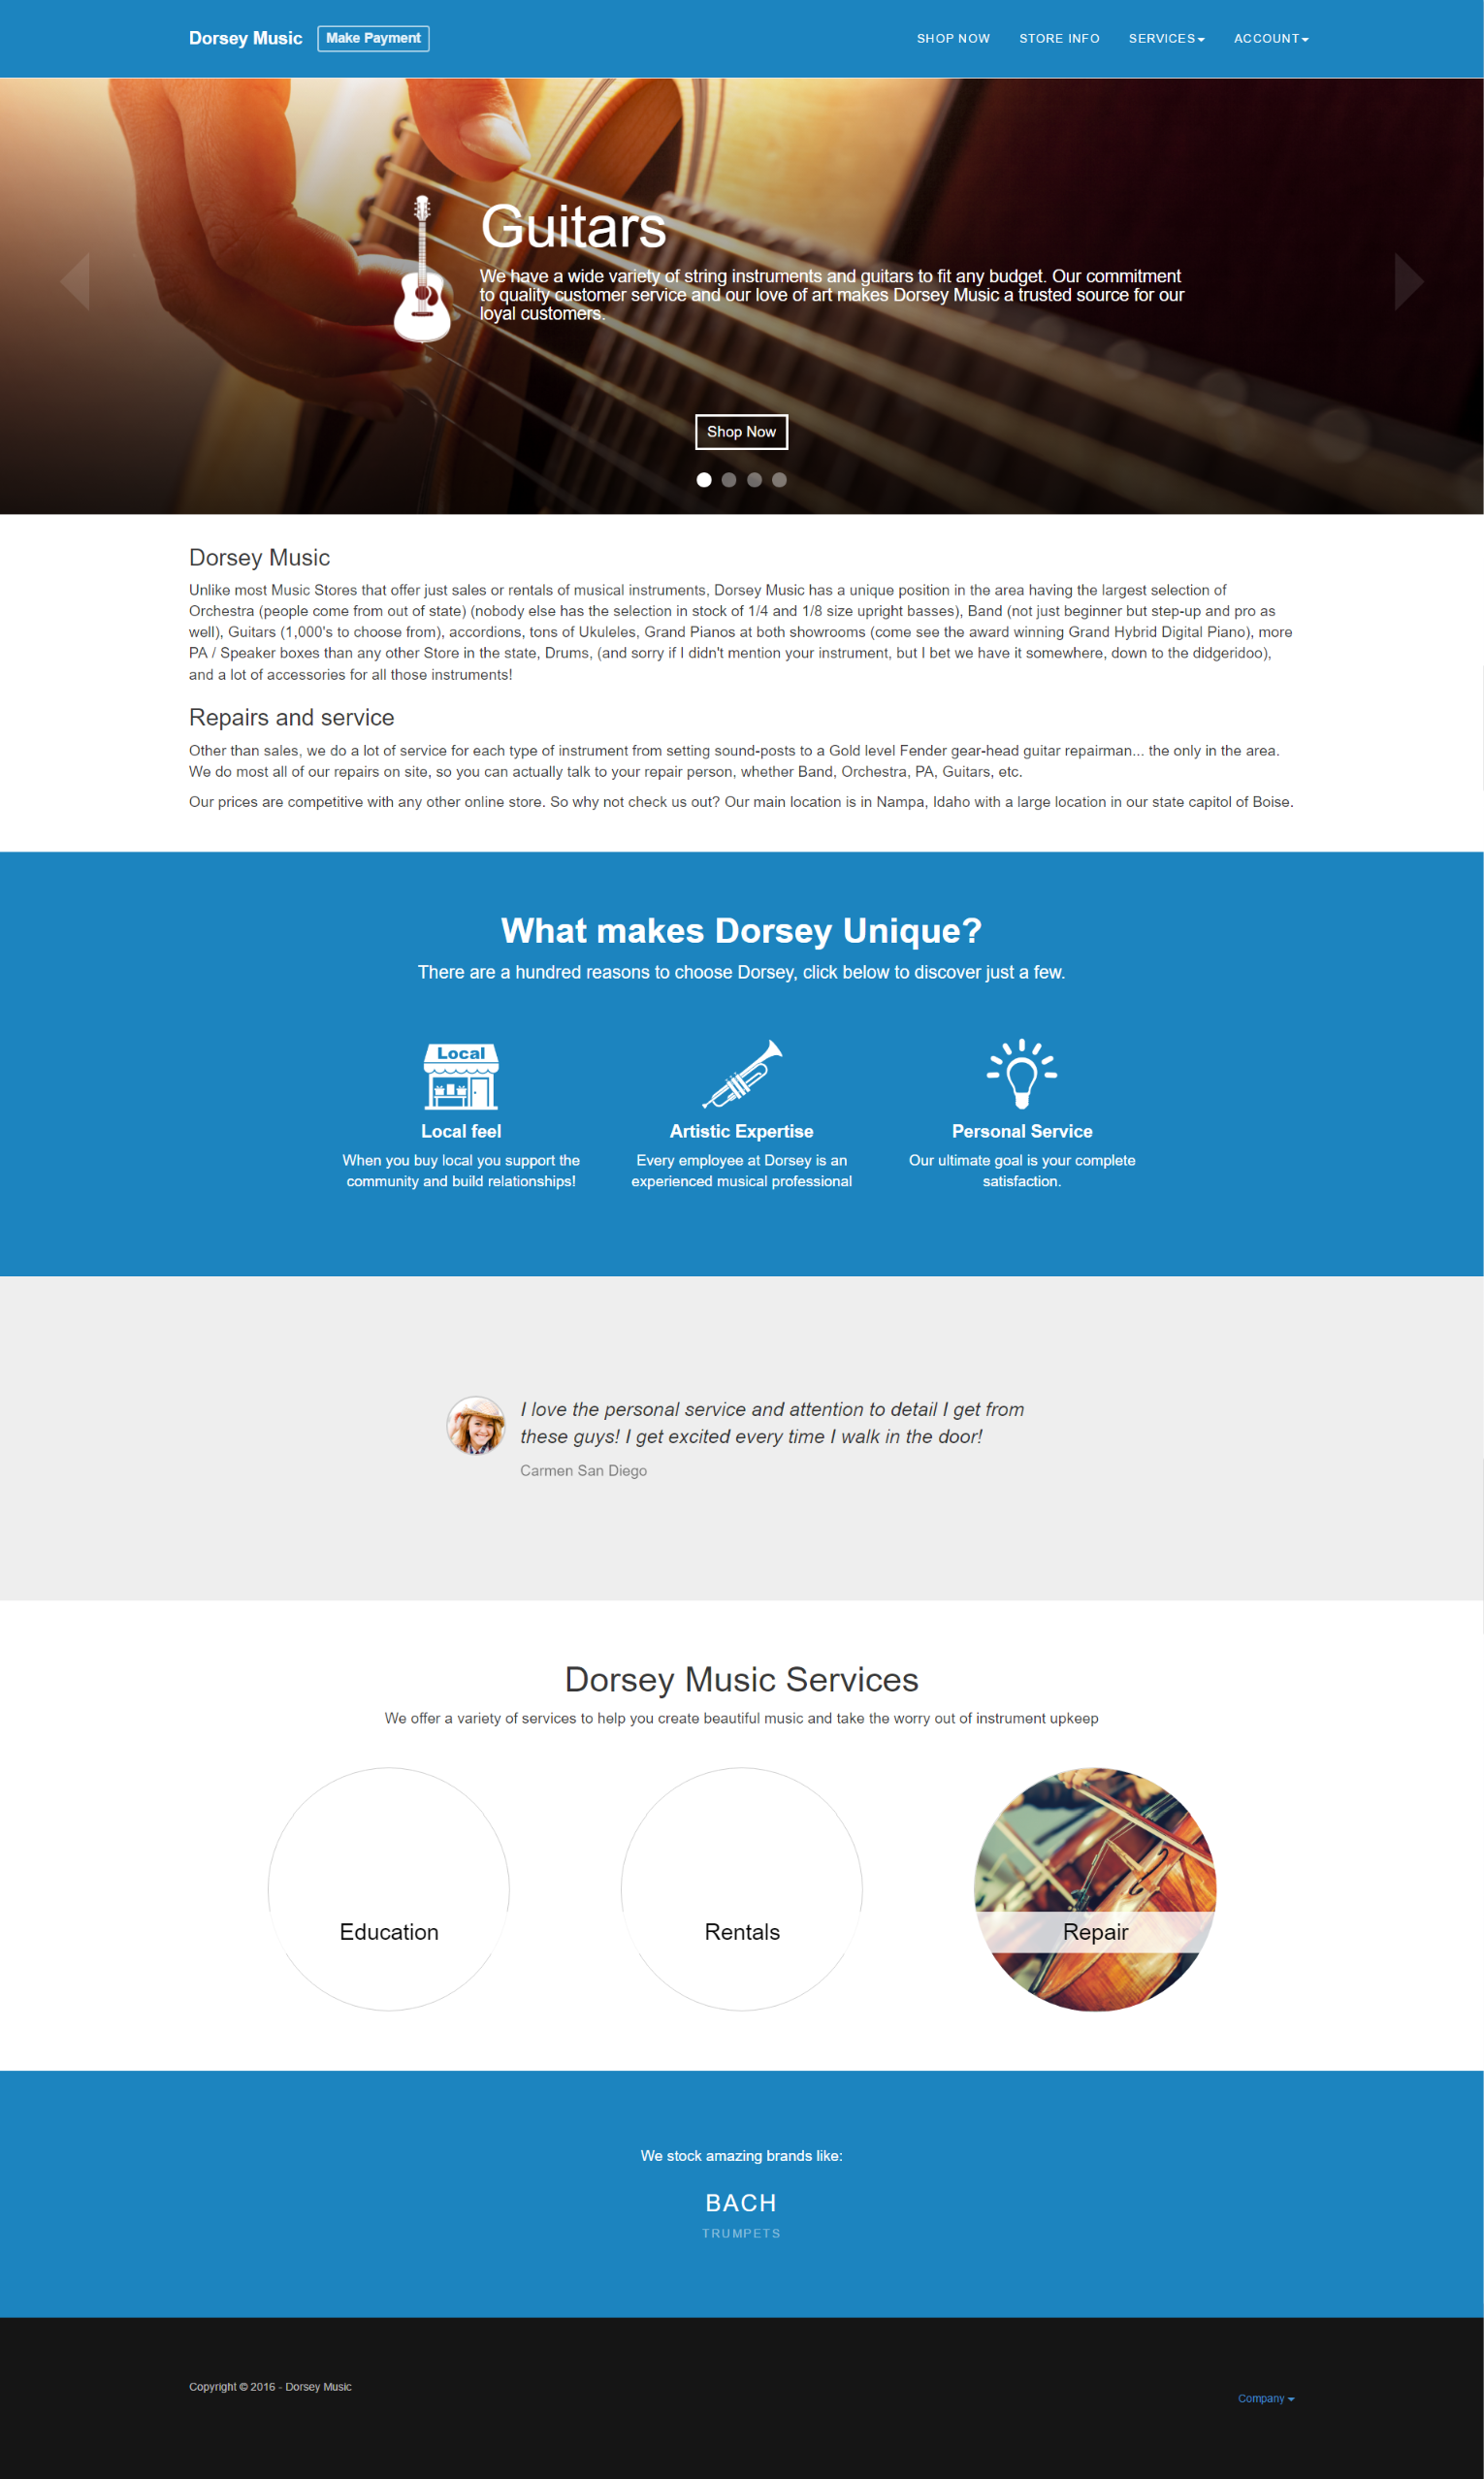 Dorsey Music
Make Payment
SHOP NOW
STORE INFO
SERVICES
ACCOUNT
Guitars
We have a wide variety of string instruments and guitars to fit any budget. Our commitment
to quality customer service and our love of art makes Dorsey Music a trusted source for our
loyal customers.
Shop Now
Dorsey Music
Unlike most Music Stores that offer just sales or rentals of musical instruments, Dorsey Music has a unique position in the area having the largest selection of
Orchestra (people come from out of state) (nobody else has the selection in stock of 1/4 and 1/8 size upright basses), Band (not just beginner but step-up and pro as
well), Guitars (1,000's to choose from), accordions, tons of Ukuleles, Grand Pianos at both showrooms (come see the award winning Grand Hybrid Digital Piano), more
PA / Speaker boxes than any other Store in the state, Drums, (and sorry if I didn't mention your instrument, but I bet we have it somewhere, down to the didgeridoo),
and a lot of accessories for all those instruments!
Repairs and service
Other than sales, we do a lot of service for each type of instrument from setting sound-posts to a Gold level Fender gear-head guitar repairman... the only in the area.
We do most all of our repairs on site, so you can actually talk to your repair person, whether Band, Orchestra, PA, Guitars, etc.
Our prices are competitive with any other online store. So why not check us out? Our main location is in Nampa, Idaho with a large location in our state capitol of Boise.
What makes Dorsey Unique?
There are a hundred reasons to choose Dorsey, click below to discover just a few.
Local
Local feel
When you buy local you support the
community and build relationships!
Artistic Expertise
Every employee at Dorsey is an
experienced musical professional
Personal Service
Our ultimate goal is your complete
satisfaction.
I love the personal service and attention to detail I get from
these guys! I get excited every time I walk in the door!
Carmen San Diego
Dorsey Music Services
We offer a variety of services to help you create beautiful music and take the worry out of instrument upkeep
Education
Rentals
Repair
We stock amazing brands like:
BACH
TRUMPETS
Copyright © 2016 - Dorsey Music
Company